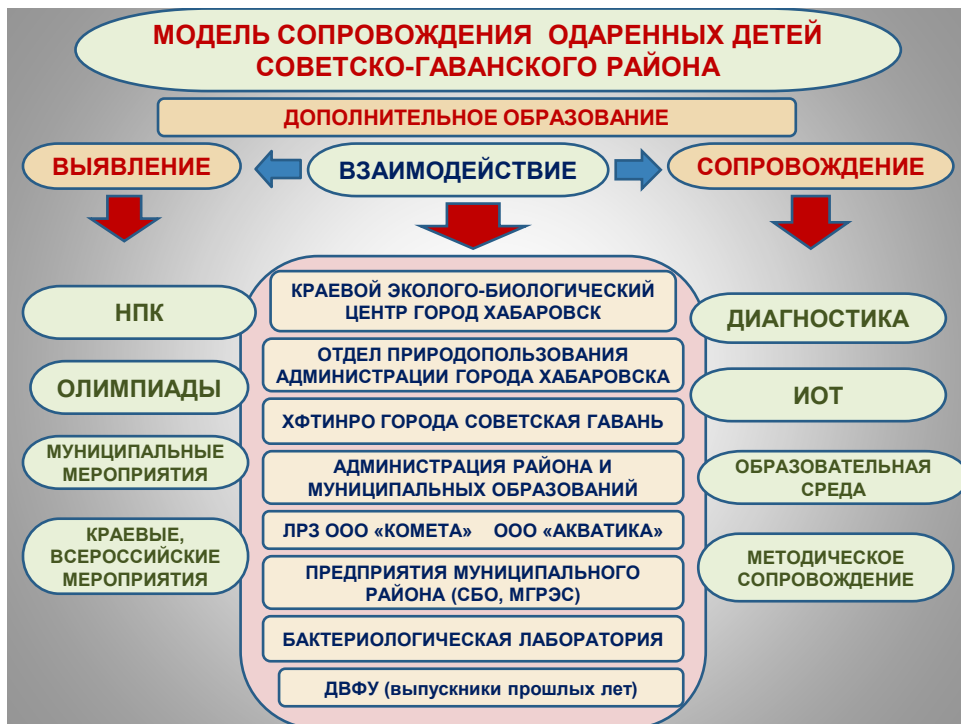 МОДЕЛЬ СОПРОВОЖДЕНИЯ ОДАРЕННЫХ ДЕТЕЙ
СОВЕТСКО-ГАВАНСКОГО РАЙОНА
ДОПОЛНИТЕЛЬНОЕ ОБРАЗОВАНИЕ
ВЫЯВЛЕНИЕ
ВЗАИМОДЕЙСТВИЕ
СОПРОВОЖДЕНИЕ
НПК
ОЛИМПИАДЫ
МУНИЦИПАЛЬНЫЕ
МЕРОПРИЯТИЯ
КРАЕВЫЕ,
ВСЕРОССИЙСКИЕ
МЕРОПРИЯТИЯ
КРАЕВОЙ ЭКОЛОГО-БИОЛОГИЧЕСКИЙ
ЦЕНТР ГОРОД ХАБАРОВСК
ОТДЕЛ ПРИРОДОПОЛЬЗОВАНИЯ
АДМИНИСТРАЦИИ ГОРОДА ХАБАРОВСКА
ХФТИНРО ГОРОДА СОВЕТСКАЯ ГАВАНЬ
АДМИНИСТРАЦИЯ РАЙОНА И
МУНИЦИПАЛЬНЫХ ОБРАЗОВАНИЙ
ЛРЗ ООО «КОМЕТА» ООО «АКВАТИКА»
ПРЕДПРИЯТИЯ МУНИЦИПАЛЬНОГО
РАЙОНА (СБО, МГРЭС)
БАКТЕРИОЛОГИЧЕСКАЯ ЛАБОРАТОРИЯ
ДВФУ (выпускники прошлых лет)
ДИАГНОСТИКА
ИОТ
ОБРАЗОВАТЕЛЬНАЯ
СРЕДА
МЕТОДИЧЕСКОЕ
СОПРОВОЖДЕНИЕ